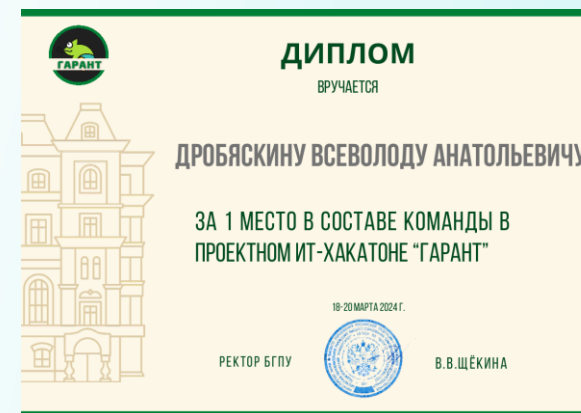 ГАРАНТ
ДИПЛОМ
ВРУЧАЕТСЯ
ДРОБЯСКИНУ ВСЕВОЛОДУ АНАТОЛЬЕВИЧУ
ЗА 1 МЕСТО В СОСТАВЕ КОМАНДЫ В
ПРОЕКТНОМ ИТ-ХАКАТОНЕ “ГАРАНТ”
18-20 МАРТА 2024 Г.
РЕКТОР БГПУ В.В.ЩЁКИНА